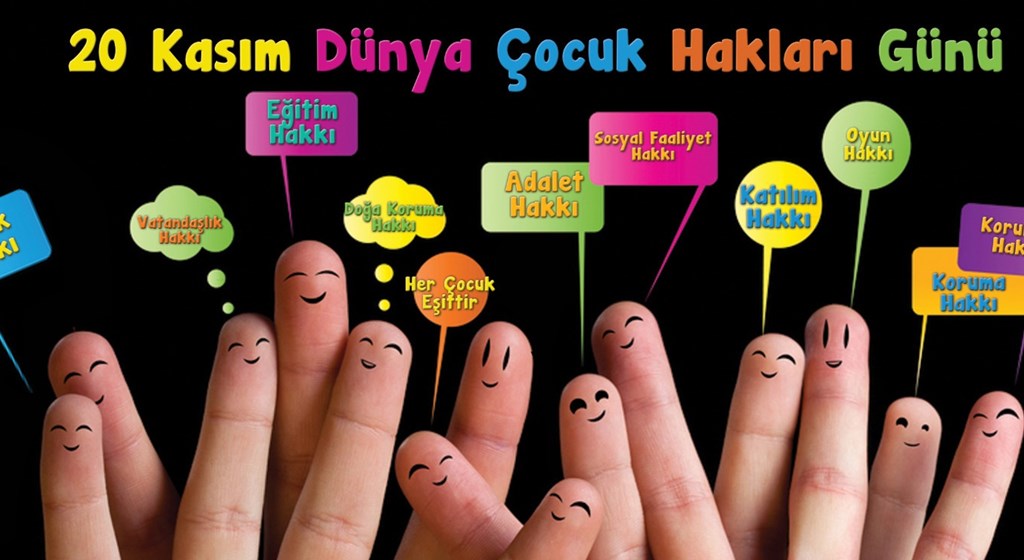 20 Kasım Dünya Çocuk Hakları Günü
Eğitim
Hakkı
Vatandaşlık
Hakkı
Doğa Koruma
Hakkı
Her Çocuk
Eşittir
Adalet
Hakkı
Sosyal Faaliyet
Hakkı
Katılım
Hakkı
Oyun
Hakkı
Koruma
Hakkı